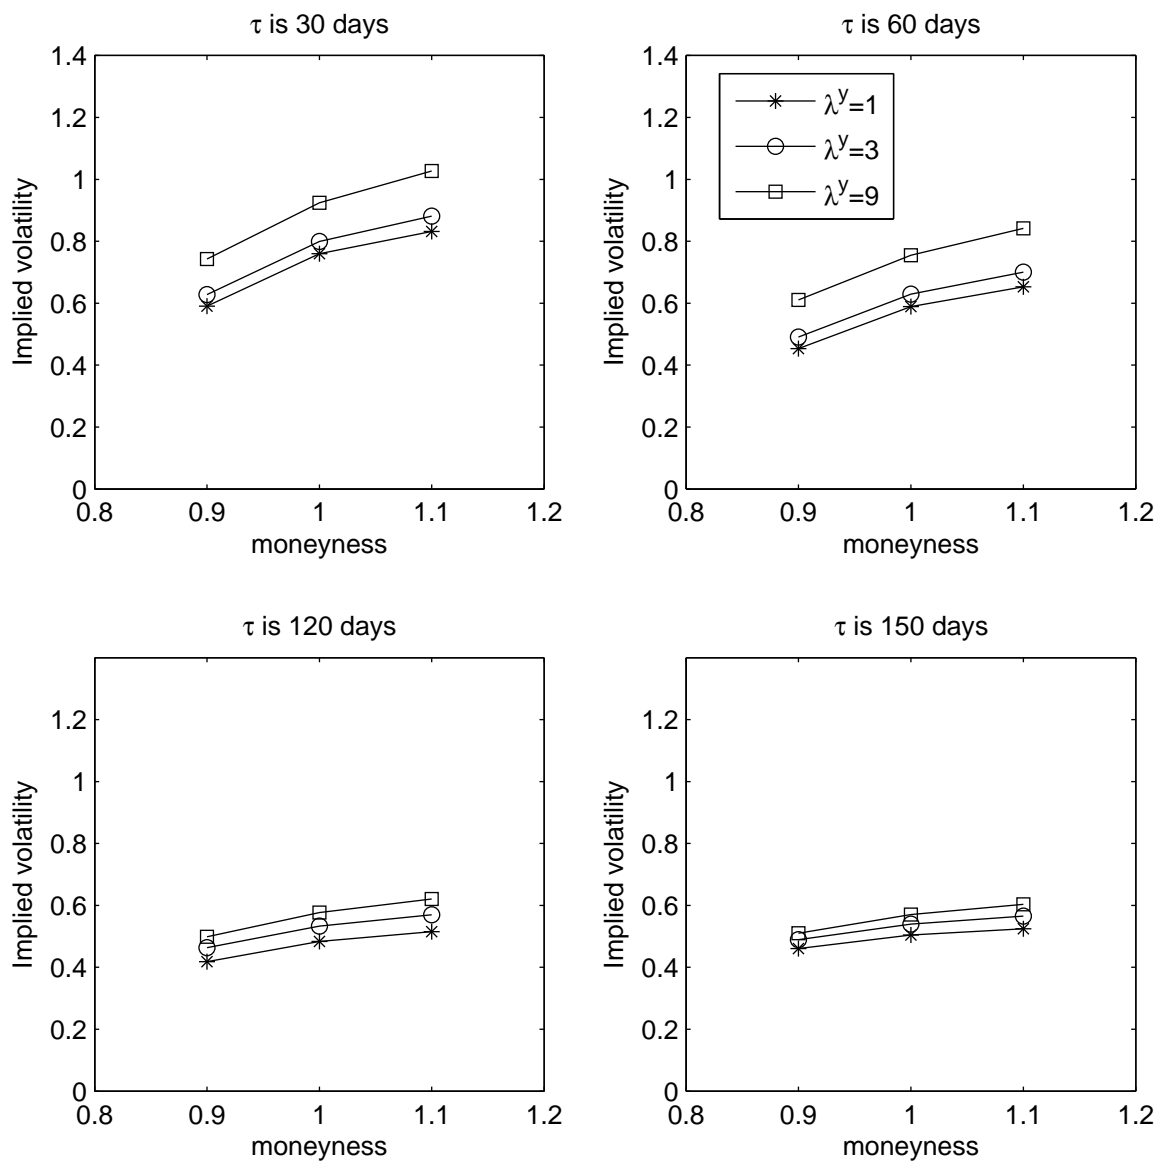 τ is 30 days
1.4
1.2
1
0.8
0.6
0.4
0.2
0
0.8 0.9 1 1.1 1.2
Implied volatility
moneyness
τ is 60 days
1.4
1.2
1
0.8
0.6
0.4
0.2
0
0.8 0.9 1 1.1 1.2
Implied volatility
moneyness
λʸ=1
λʸ=3
λʸ=9
τ is 120 days
1.2
1
0.8
0.6
0.4
0.2
0
0.8 0.9 1 1.1 1.2
Implied volatility
moneyness
τ is 150 days
1.2
1
0.8
0.6
0.4
0.2
0
0.8 0.9 1 1.1 1.2
Implied volatility
moneyness